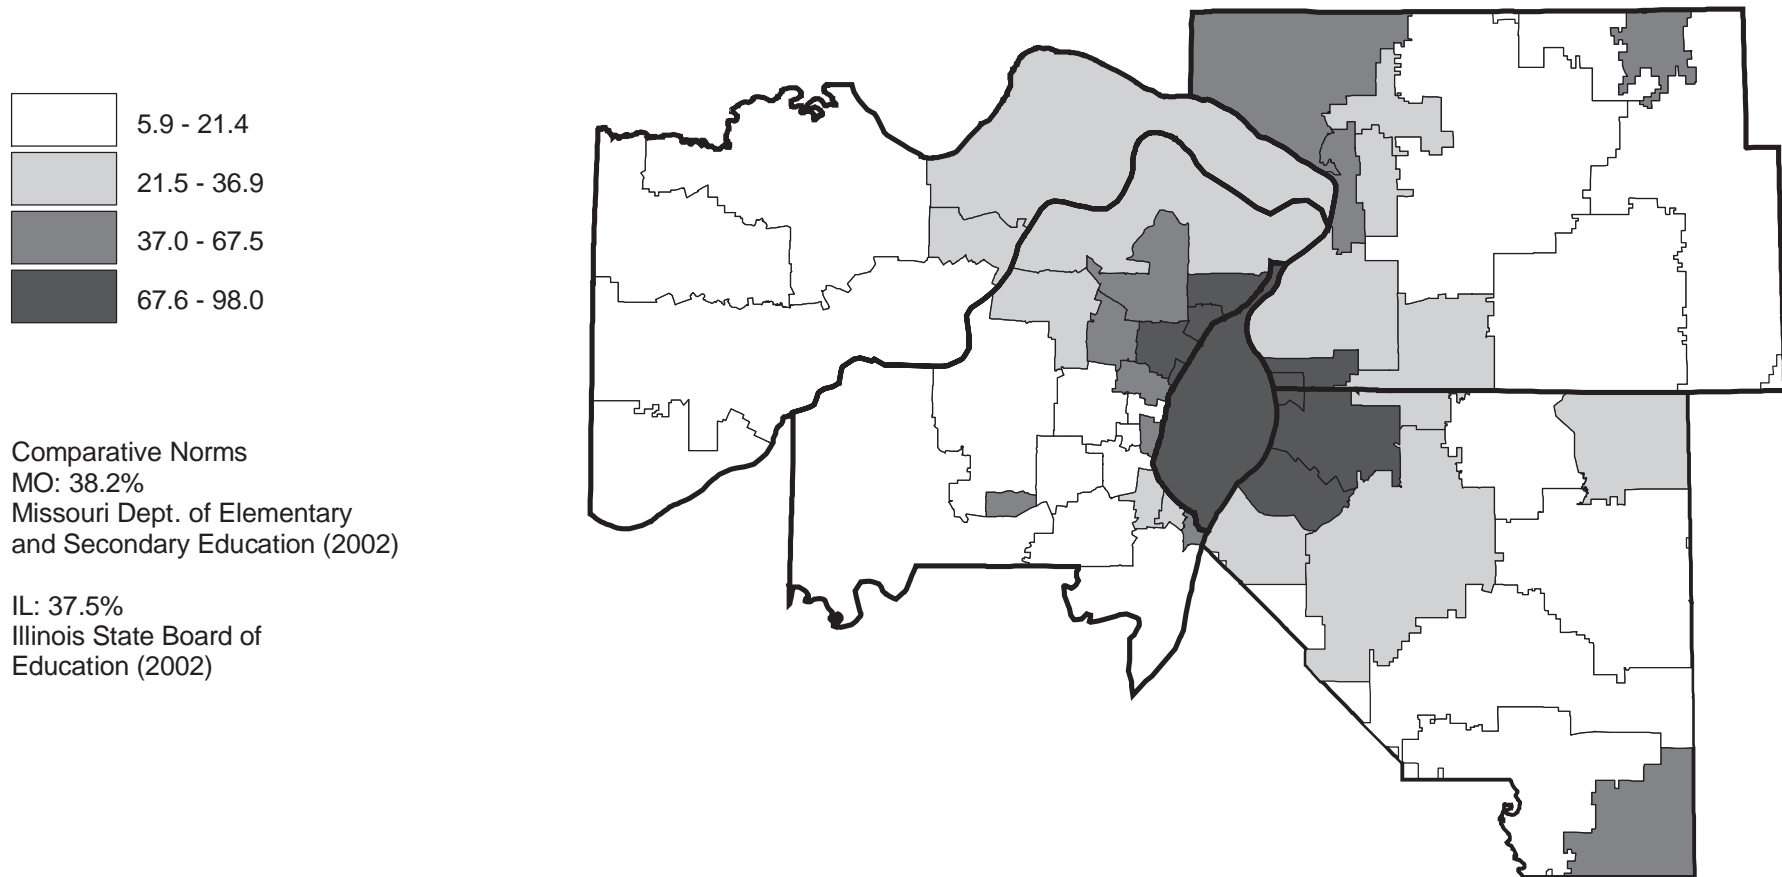 5.9 - 21.4
21.5 - 36.9
37.0 - 67.5
67.6 - 98.0
Comparative Norms
MO: 38.2%
Missouri Dept. of Elementary
and Secondary Education (2002)
IL: 37.5%
Illinois State Board of
Education (2002)